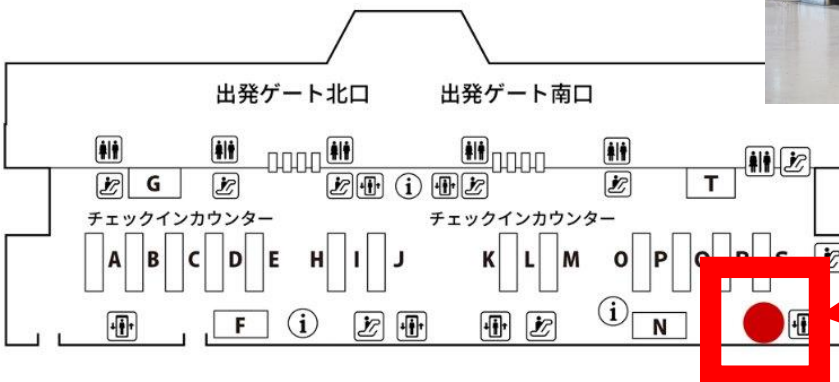 出発ゲート北口 出発ゲート南口
G T
チェックインカウンター チェックインカウンター
A B C D E H I J K L M O P
F i i i N